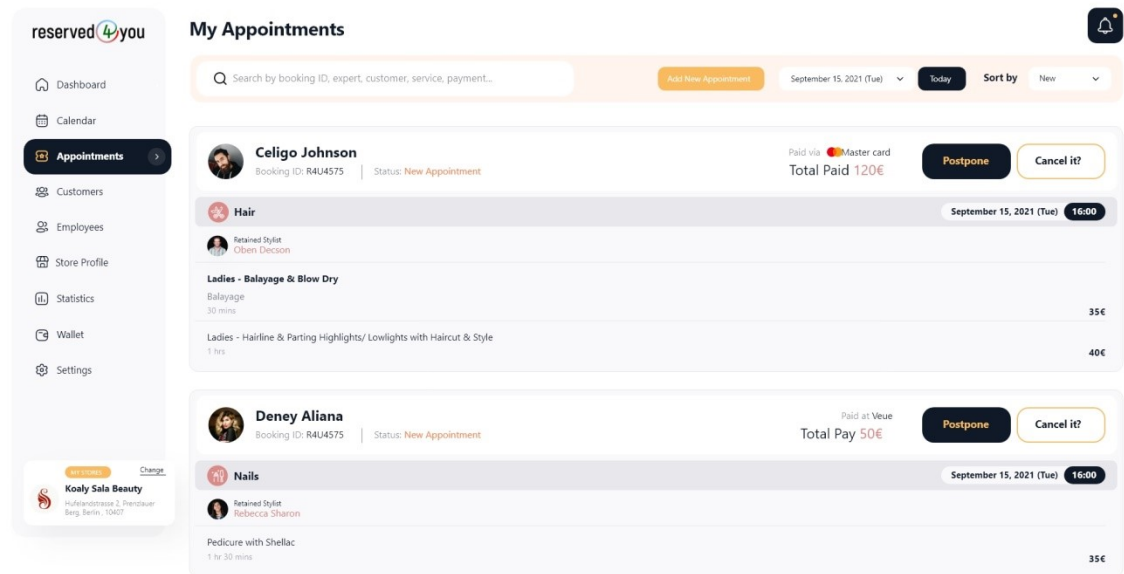 reserved4you
My Appointments
Search by booking ID, expert, customer, service, payment...
Add New Appointment
September 15. 2021 (Tue)
Today
Sort by
New
Dashboard
Calendar
Appointments
Customers
Employees
Store Profile
Statistics
Wallet
Settings
MY STORES
Change
Koaly Sala Beauty
Hufelandstrasse 2, Prenzlauer
Berg, Berlin , 10407
Celigo Johnson
Booking ID: R4U4575
Status: New Appointment
Paid via Master card
Total Paid 120€
Postpone
Cancel it?
Hair
September 15, 2021 (Tue) 16:00
Retained Stylist
Oben Decson
Ladies - Balayage & Blow Dry
Balayage
30 mins
35€
Ladies - Hairline & Parting Highlights/ Lowlights with Haircut & Style
1 hrs
40€
Deney Aliana
Booking ID: R4U4575
Status: New Appointment
Paid at Veue
Total Pay 50€
Postpone
Cancel it?
Nails
September 15, 2021 (Tue) 16:00
Retained Stylist
Rebecca Sharon
Pedicure with Shellac
1 hr 30 mins
35€